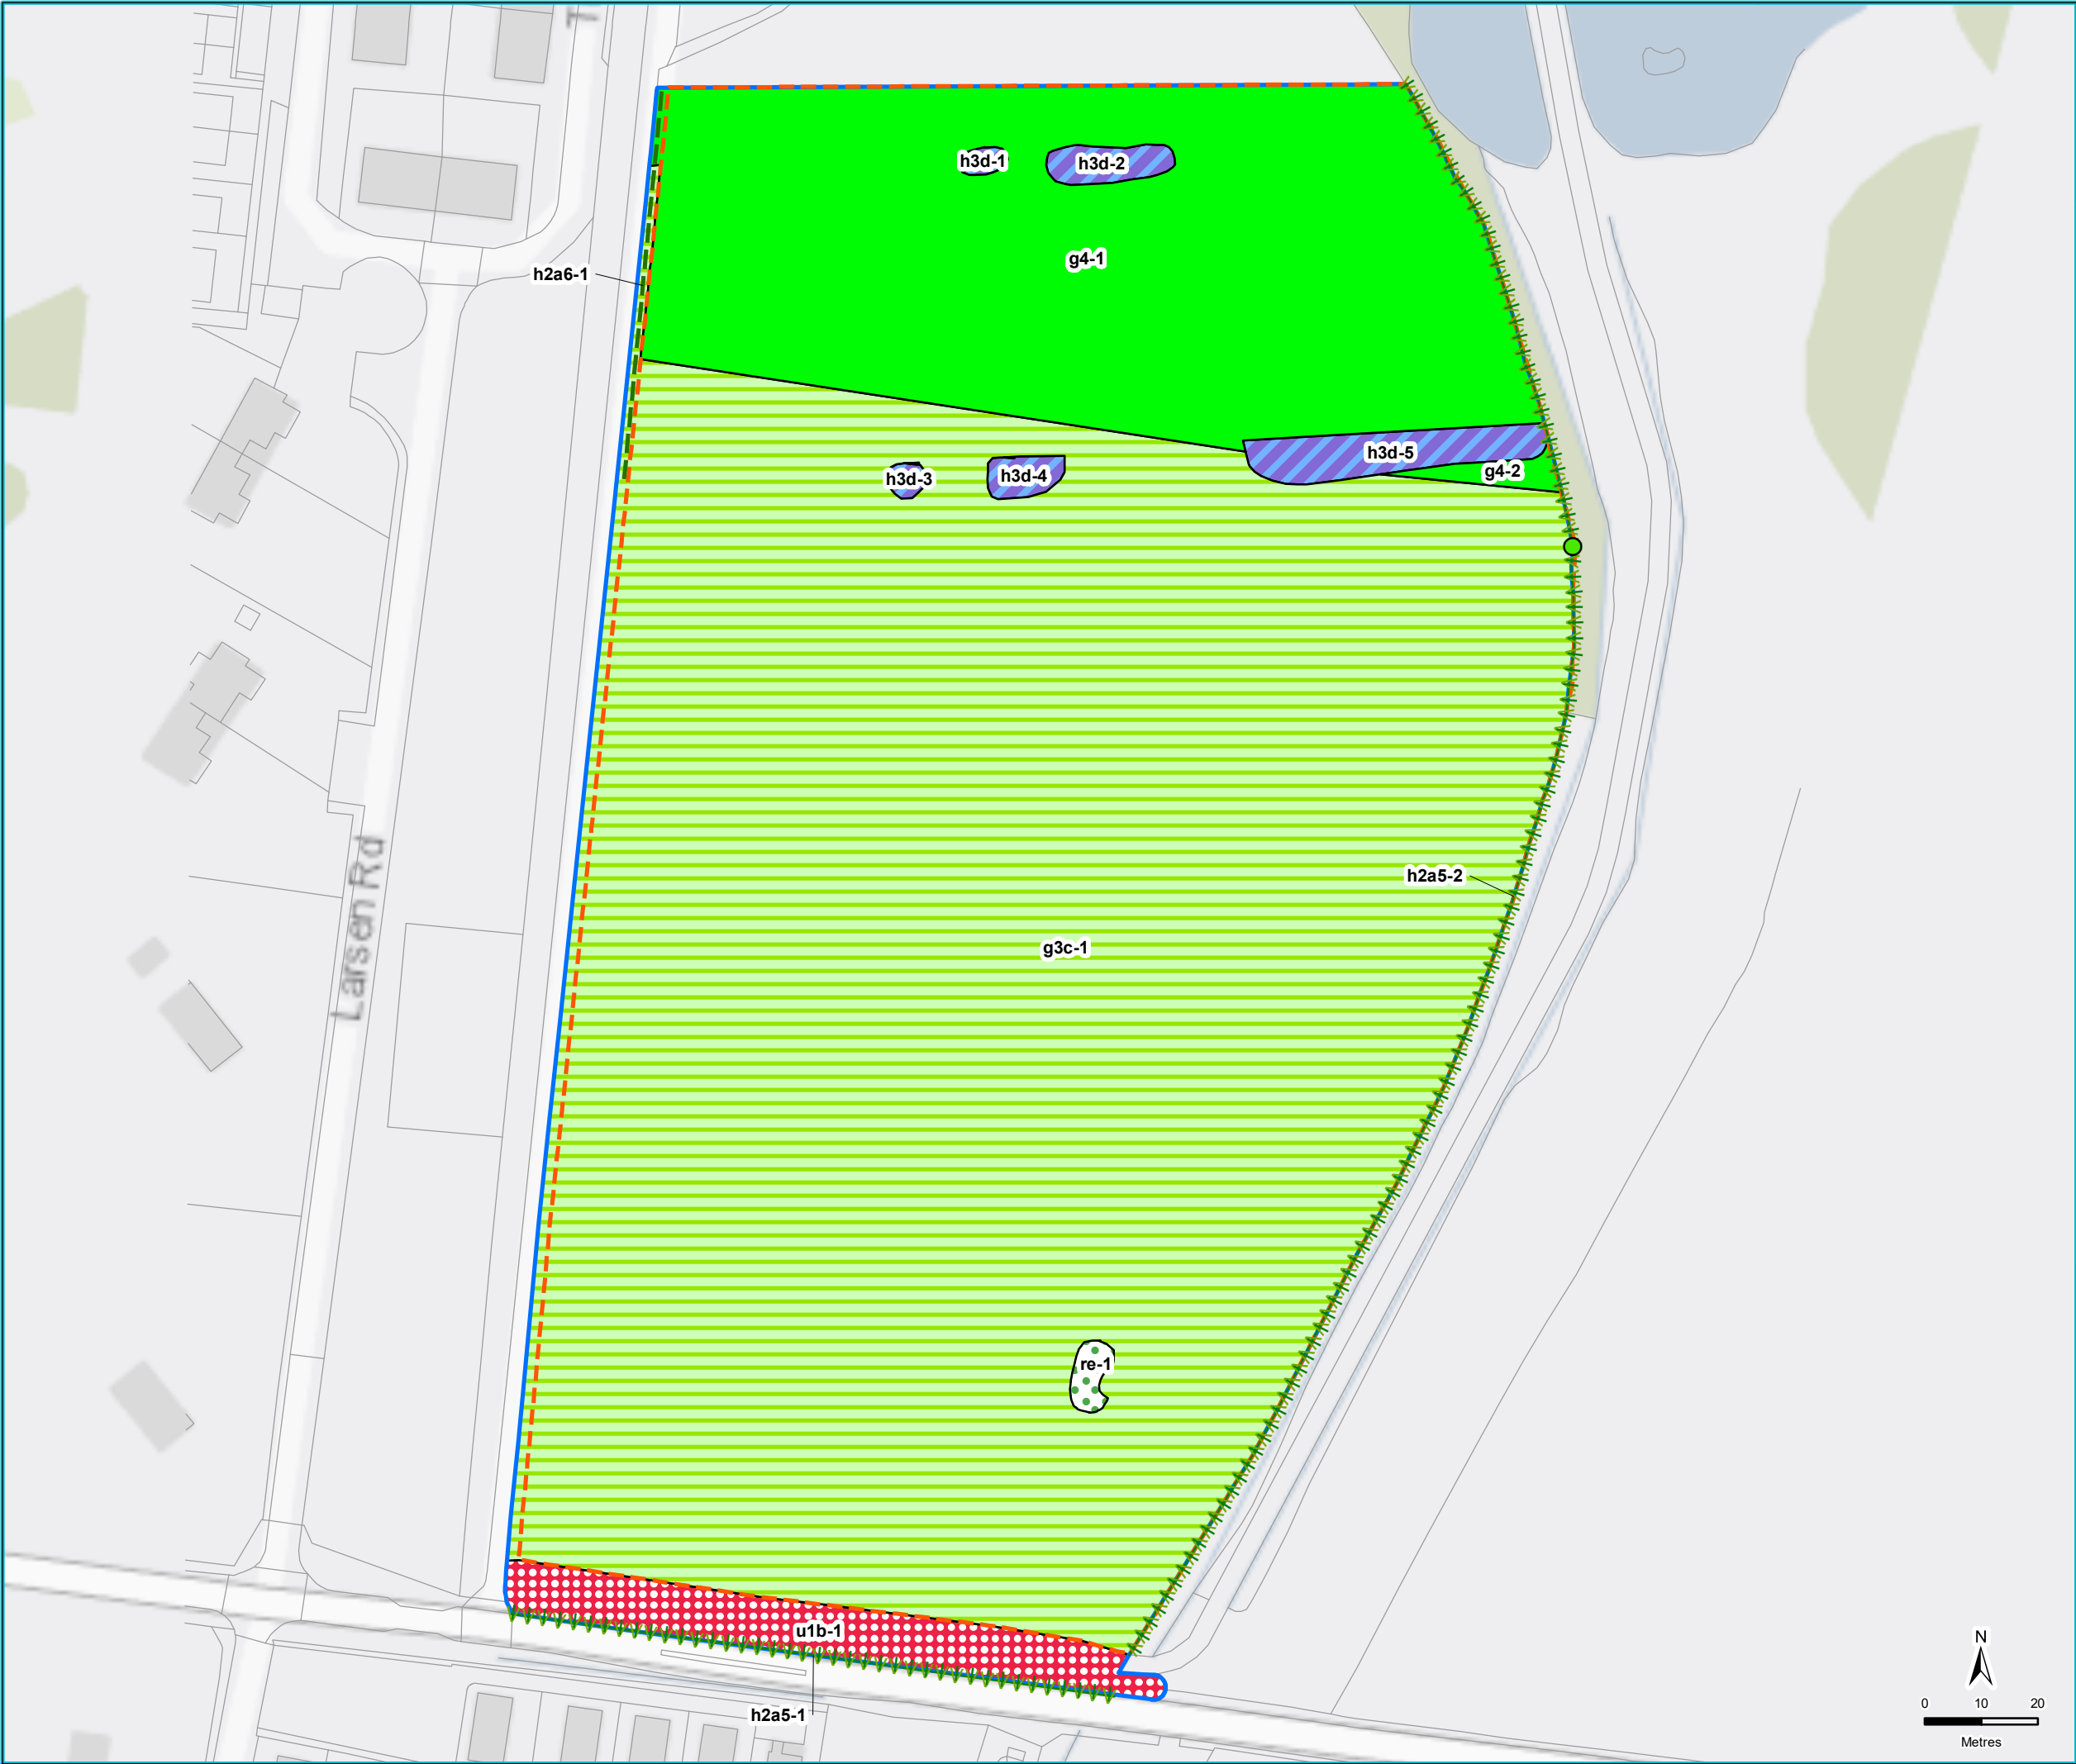 h3d-1
h3d-2
g4-1
h2a6-1
h3d-5
g4-2
h3d-3
h3d-4
Larsen Rd
h2a5-2
g3c-1
re-1
u1b-1
h2a5-1
N
0 10 20
Metres